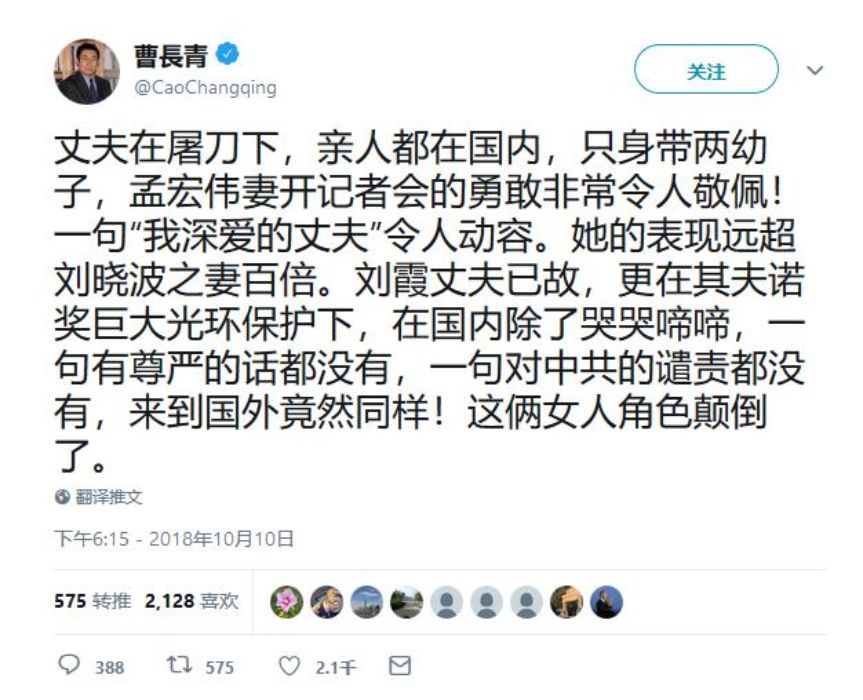 曹長青
@CaoChangqing
关注
丈夫在屠刀下，亲人都在国内，只身带两幼
子，孟宏伟妻开记者会的勇敢非常令人敬佩！
一句“我深爱的丈夫”令人动容。她的表现远超
刘晓波之妻百倍。刘霞丈夫已故，更在其夫诺
奖巨大光环保护下，在国内除了哭哭啼啼，一
句有尊严的话都没有，一句对中共的谴责都没
有，来到国外竟然同样！这俩女人角色颠倒
了。
翻译推文
下午6:15 - 2018年10月10日
575 转推 2,128 喜欢
388 575 2.1千